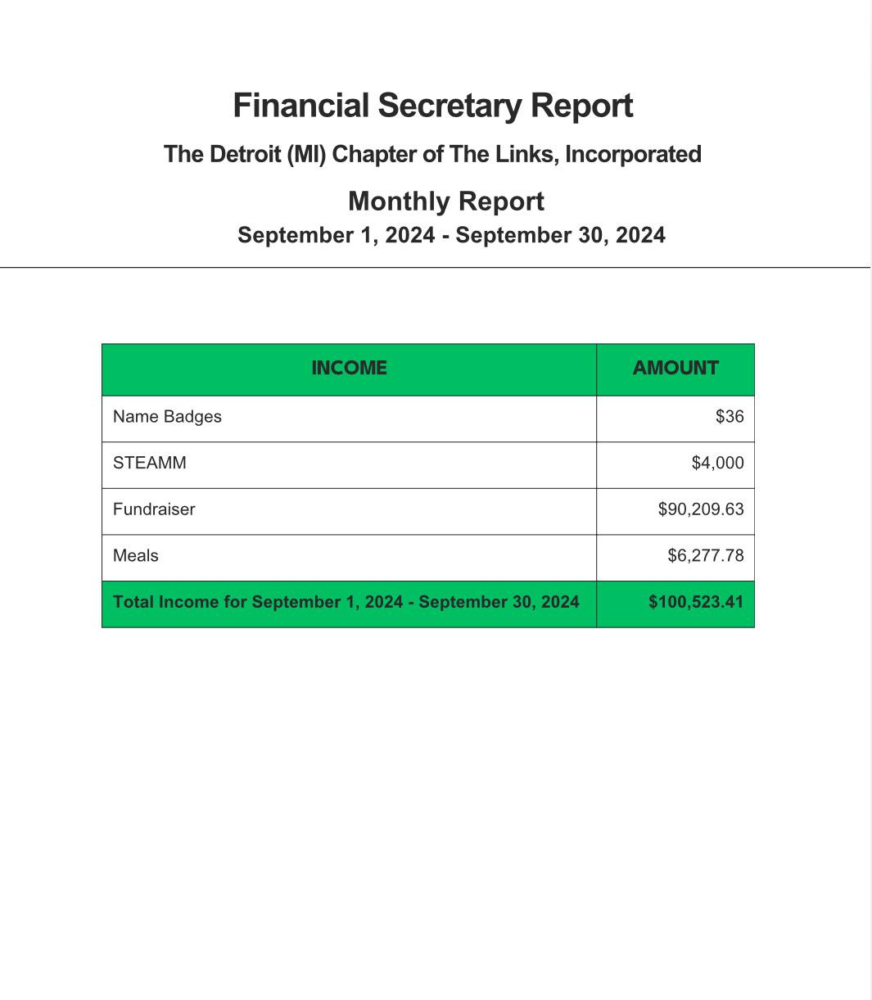 Financial Secretary Report
The Detroit (MI) Chapter of The Links, Incorporated
Monthly Report
September 1, 2024 - September 30, 2024
INCOME AMOUNT
Name Badges $36
STEAMM $4,000
Fundraiser $90,209.63
Meals $6,277.78
Total Income for September 1, 2024 - September 30, 2024 $100,523.41